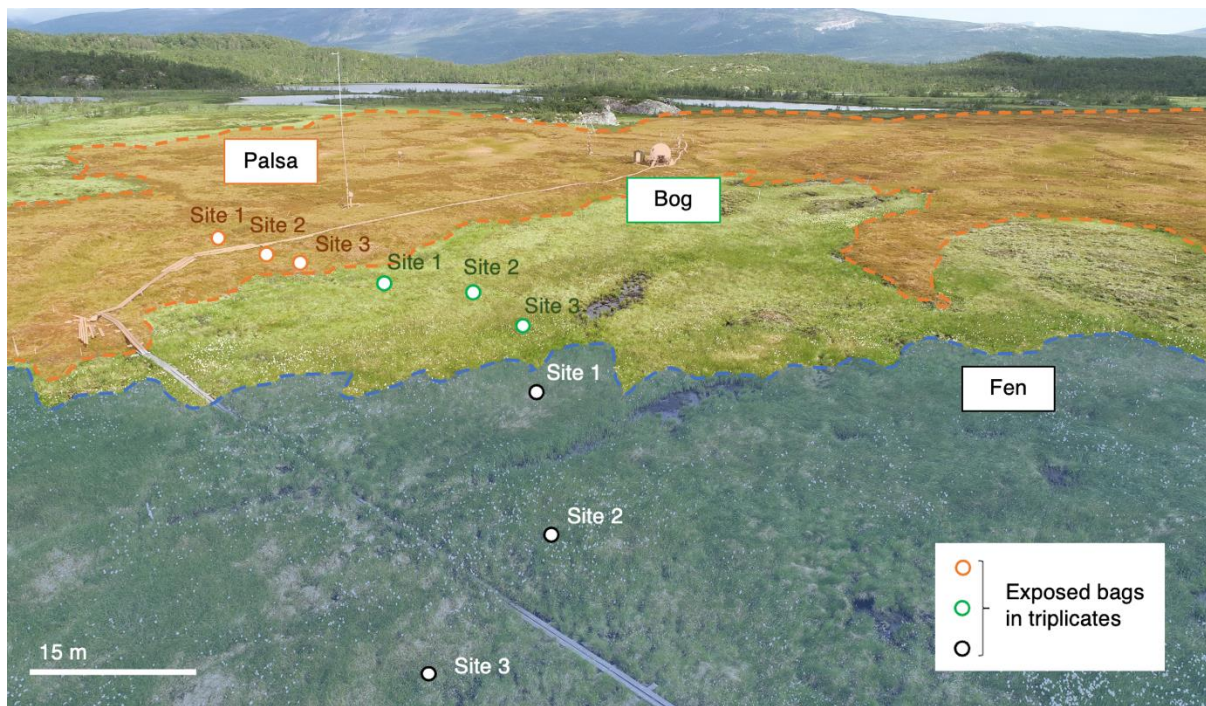 Palsa
Bog
Site 1
Site 2
Site 3
Site 1
Site 2
Site 3
Site 1
Fen
Site 2
Site 3
Exposed bags
in triplicates
15 m